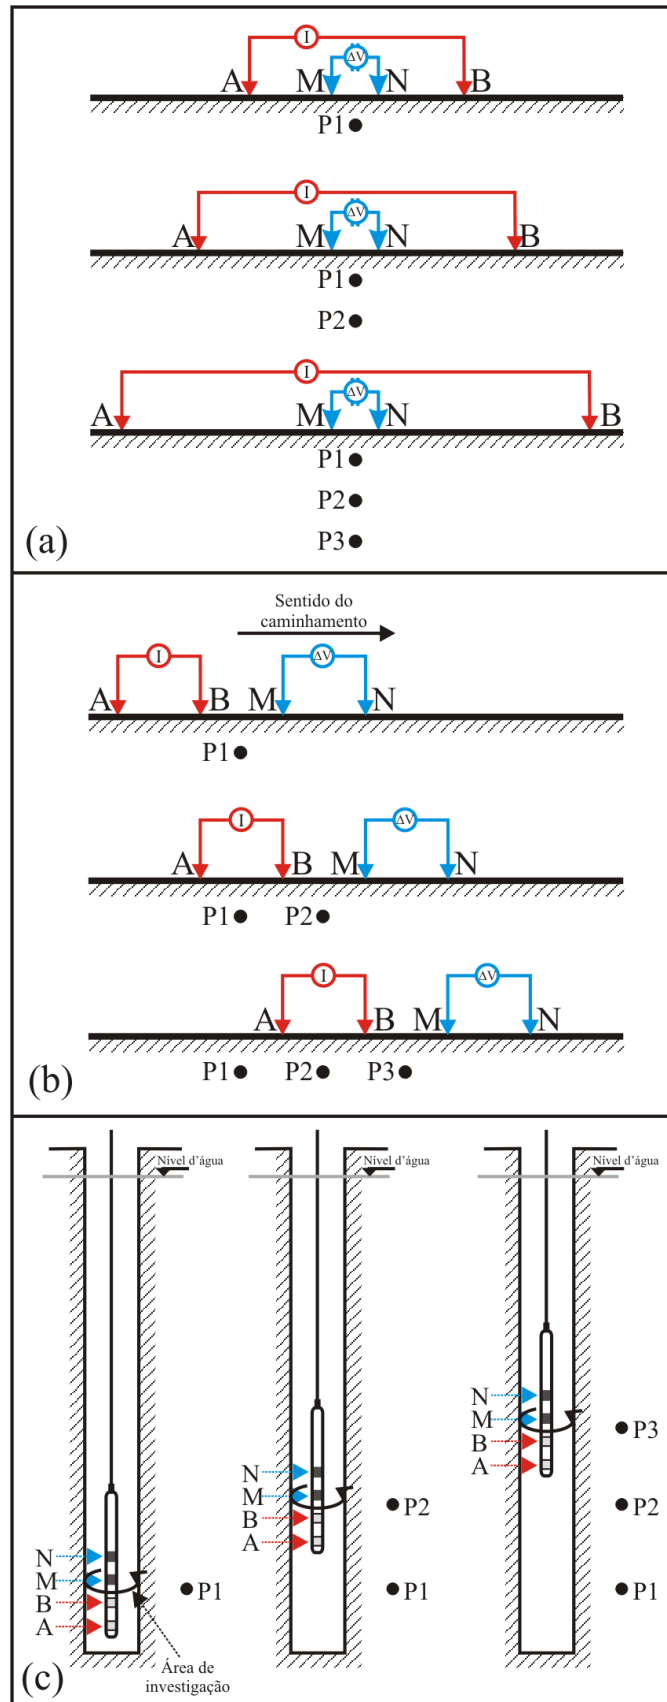 I
ΔV
A M N B
P1
I
ΔV
A M N B
P1
P2
I
ΔV
A M N B
P1
P2
P3
(a)
Sentido do
caminhamento
I ΔV
A B M N
P1
I ΔV
A B M N
P1 P2
I ΔV
A B M N
P1 P2 P3
(b)
Nível d'água
N
M
B
A
P1
Área de
investigação
Nível d'água
N
M
B
A
P2
P1
Nível d'água
N
M
B
A
P3
P2
P1
(c)